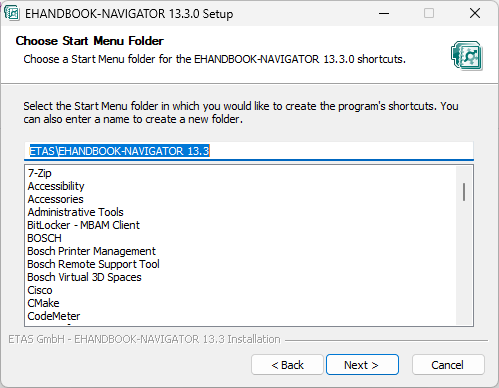 EHANDBOOK-NAVIGATOR 13.3.0 Setup
Choose Start Menu Folder
Choose a Start Menu folder for the EHANDBOOK-NAVIGATOR 13.3.0 shortcuts.
Select the Start Menu folder in which you would like to create the program's shortcuts. You
can also enter a name to create a new folder.
ETAS\EHANDBOOK-NAVIGATOR 13.3
7-Zip
Accessibility
Accessories
Administrative Tools
BitLocker - MBAM Client
BOSCH
Bosch Printer Management
Bosch Remote Support Tool
Bosch Virtual 3D Spaces
Cisco
CMake
CodeMeter
ETAS GmbH - EHANDBOOK-NAVIGATOR 13.3 Installation
< Back Next > Cancel